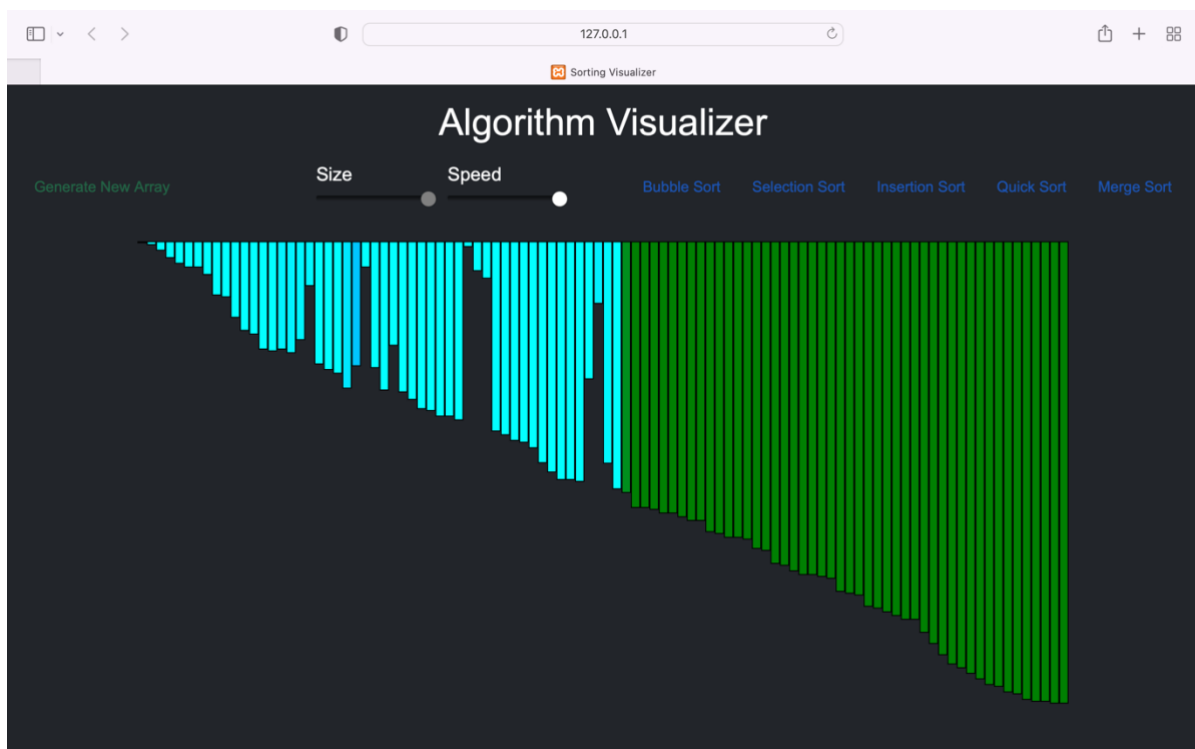 127.0.0.1
Sorting Visualizer
Algorithm Visualizer
Generate New Array
Size
Speed
Bubble Sort
Selection Sort
Insertion Sort
Quick Sort
Merge Sort